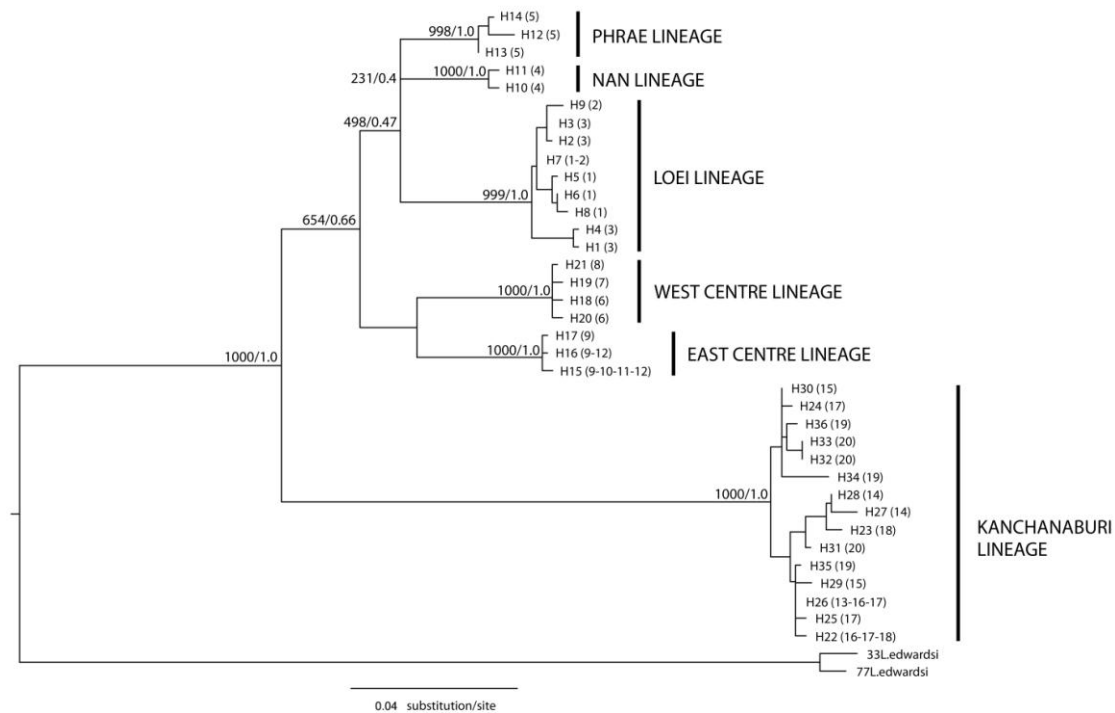 H14 (5)
998/1.0
H12 (5)
PHRAE LINEAGE
H13 (5)
231/0.4
1000/1.0
H11 (4)
NAN LINEAGE
H10 (4)
H9 (2)
498/0.47
H3 (3)
H2 (3)
H7 (1-2)
H5 (1)
LOEI LINEAGE
999/1.0
H6 (1)
H8 (1)
654/0.66
H4 (3)
H1 (3)
H21 (8)
1000/1.0
H19 (7)
WEST CENTRE LINEAGE
H18 (6)
H20 (6)
H17 (9)
1000/1.0
H16 (9-12)
EAST CENTRE LINEAGE
1000/1.0
H15 (9-10-11-12)
H30 (15)
H24 (17)
H36 (19)
H33 (20)
H32 (20)
H34 (19)
1000/1.0
H28 (14)
H27 (14)
H23 (18)
H31 (20)
KANCHANABURI
LINEAGE
H35 (19)
H29 (15)
H26 (13-16-17)
H25 (17)
H22 (16-17-18)
33L.edwardsi
77L.edwardsi
0.04 substitution/site